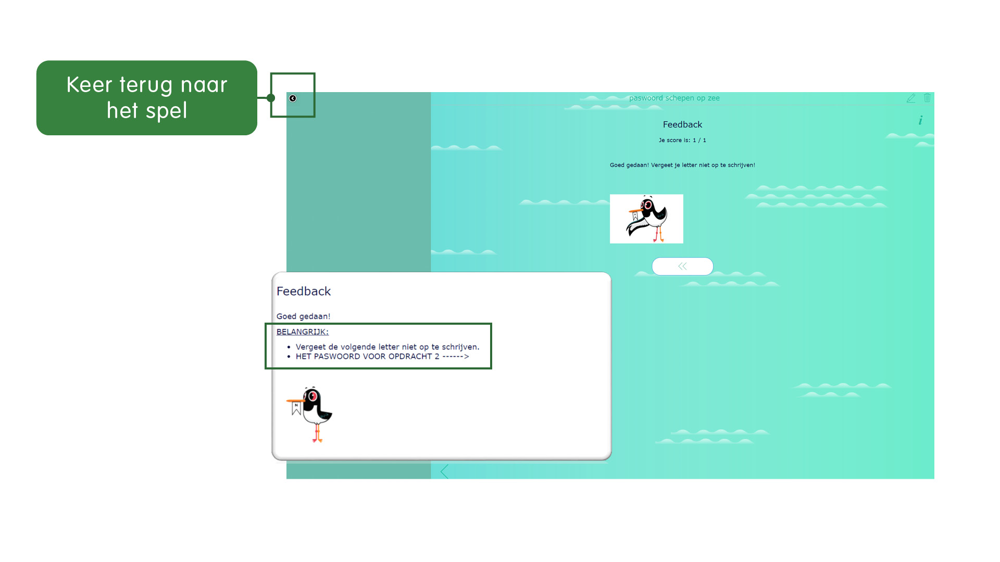 Keer terug naar
het spel
paswoord schepen op zee
i
Feedback
Je score is: 1 / 1
Goed gedaan! Vergeet je letter niet op te schrijven!
Feedback
Goed gedaan!
BELANGRIJK:
• Vergeet de volgende letter niet op te schrijven.
• HET PASWOORD VOOR OPDRACHT 2 ------>
N